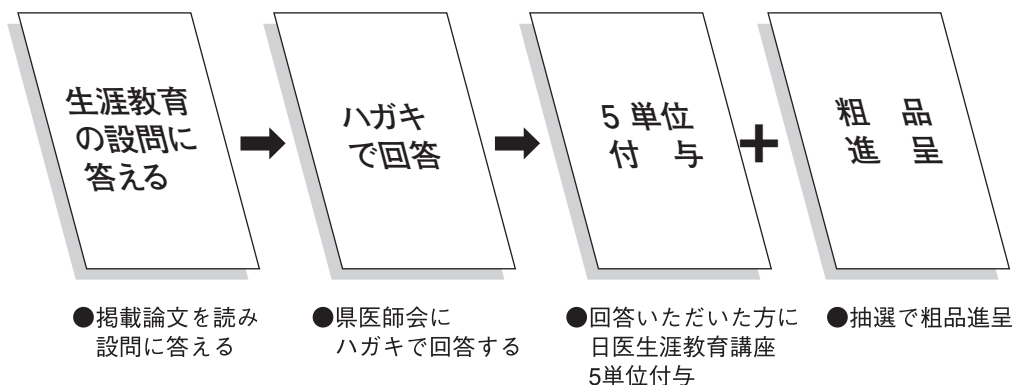 生涯教育
の設問に
答える
ハガキ
で回答
5 単位
付 与
粗 品
進 呈
●掲載論文を読み
設問に答える
●県医師会に
ハガキで回答する
●回答いただいた方に
日医生涯教育講座
5単位付与
●抽選で粗品進呈